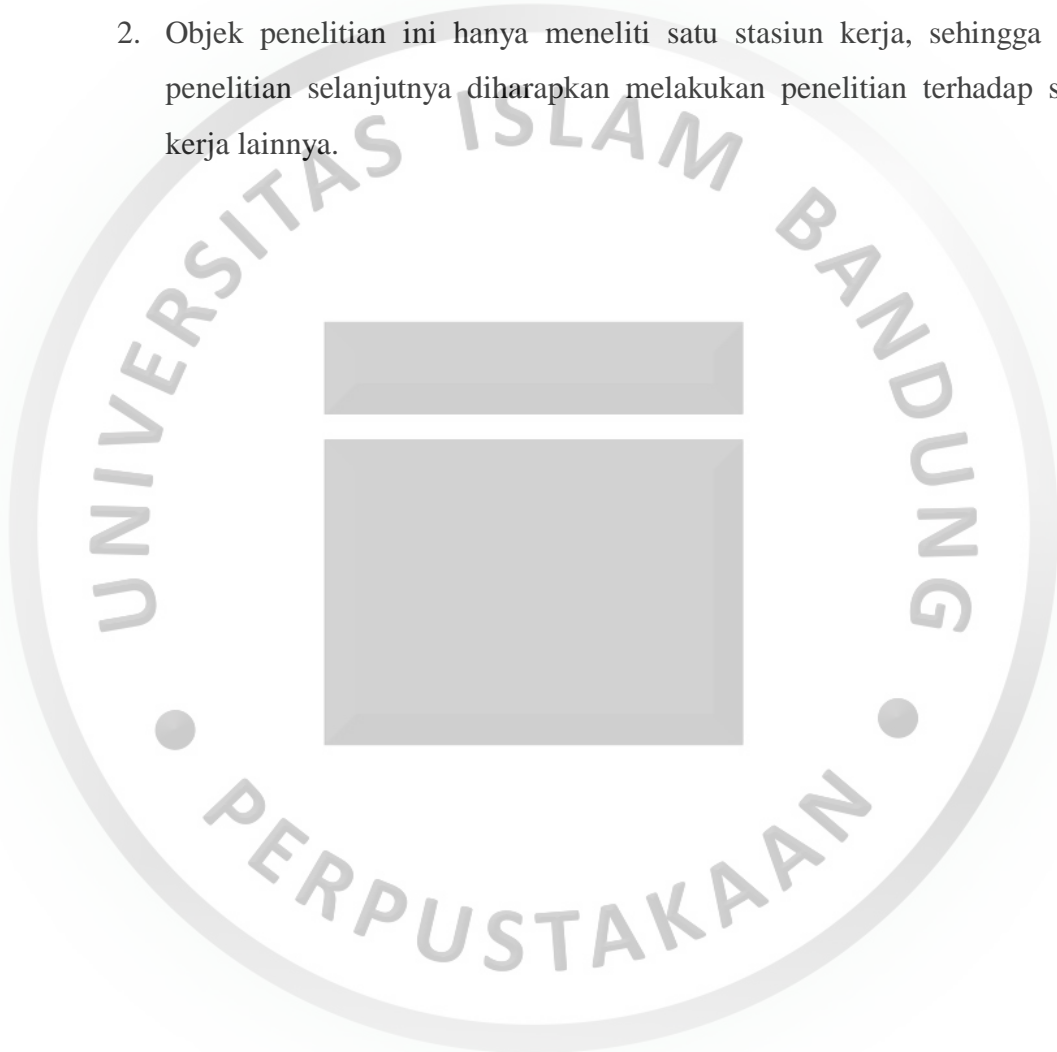 2. Objek penelitian ini hanya meneliti satu stasiun kerja, sehingga
penelitian selanjutnya diharapkan melakukan penelitian terhadap
kerja lainnya.
UNIVERSITAS ISLAM BANDUNG
PERPUSTAKAAN